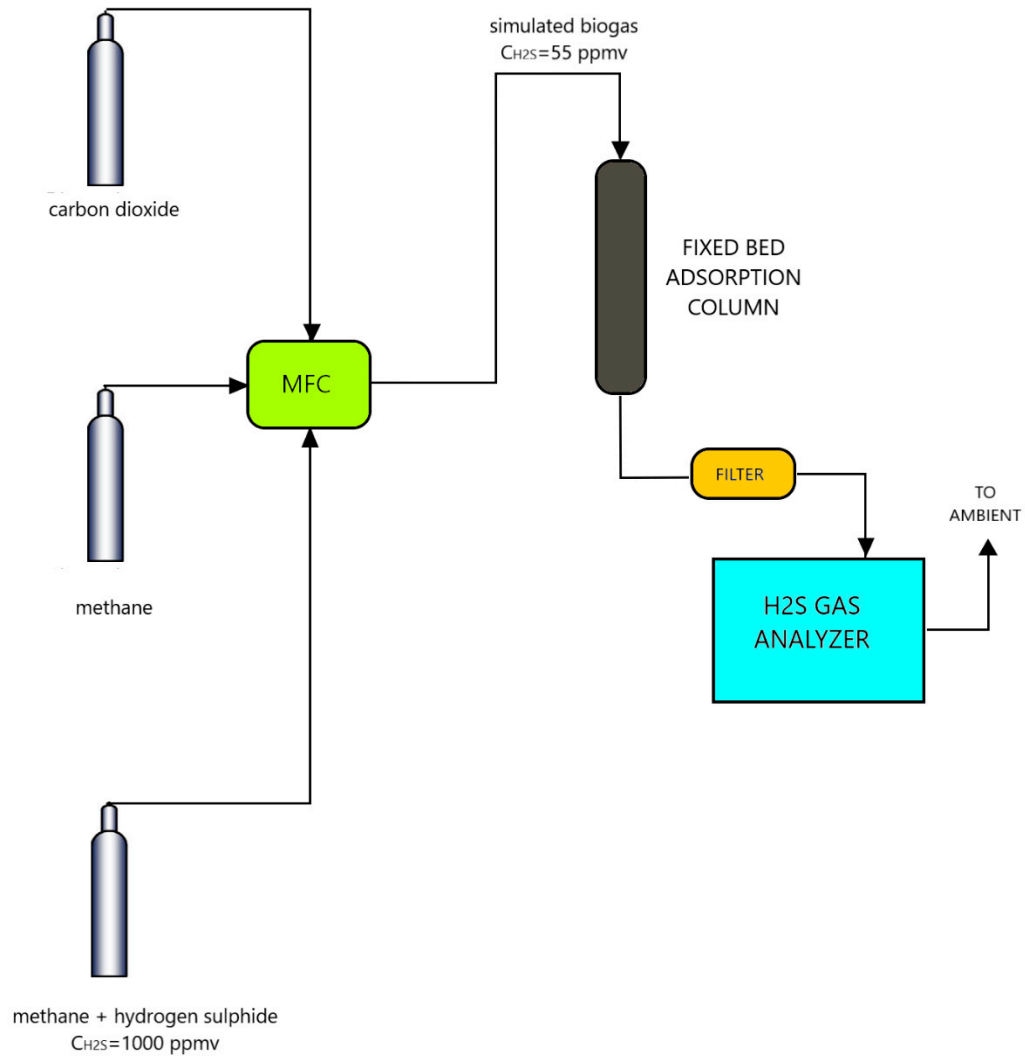 simulated biogas
CH2S=55 ppmv
carbon dioxide
FIXED BED
ADSORPTION
COLUMN
MFC
FILTER
TO
AMBIENT
methane
H2S GAS
ANALYZER
methane + hydrogen sulphide
CH2S=1000 ppmv